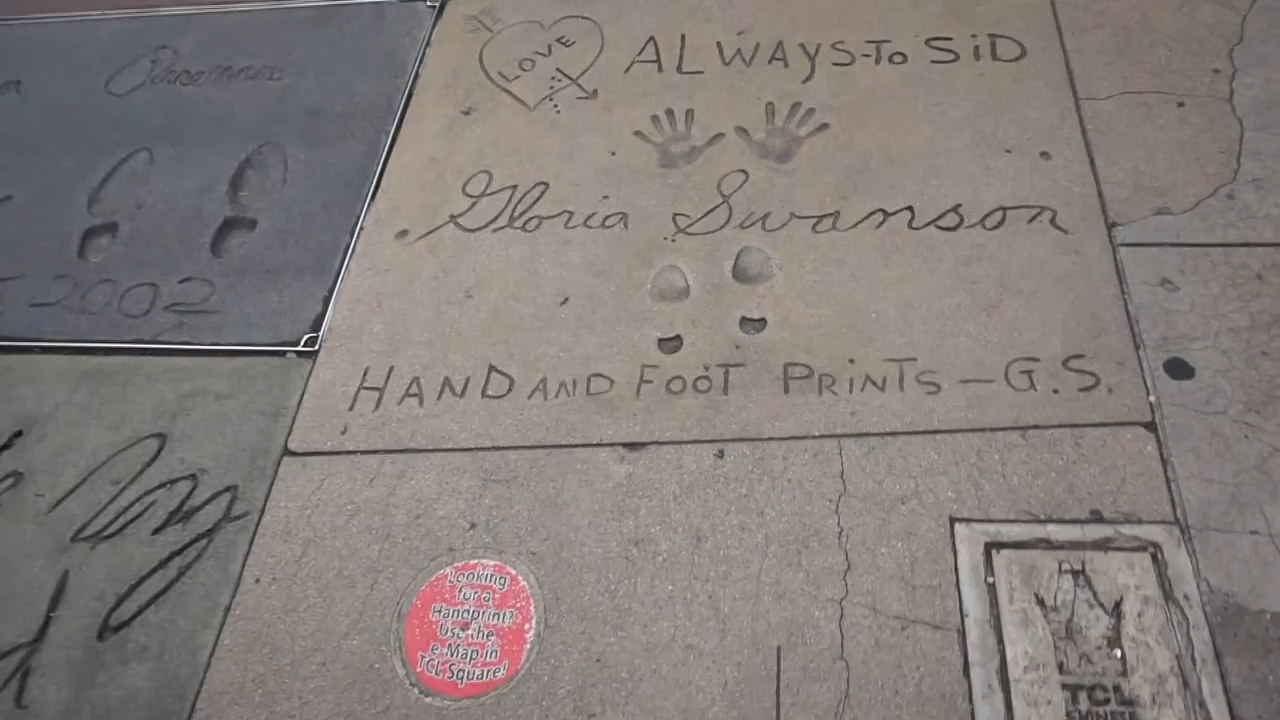 LOVE
ALWAYS-To SiD
Gloria Swanson
HAND AND FOOT PRiNTS — G.S.
2002
Looking
for a
Handprint?
Use the
e-Map in
TCL Square!
TCL